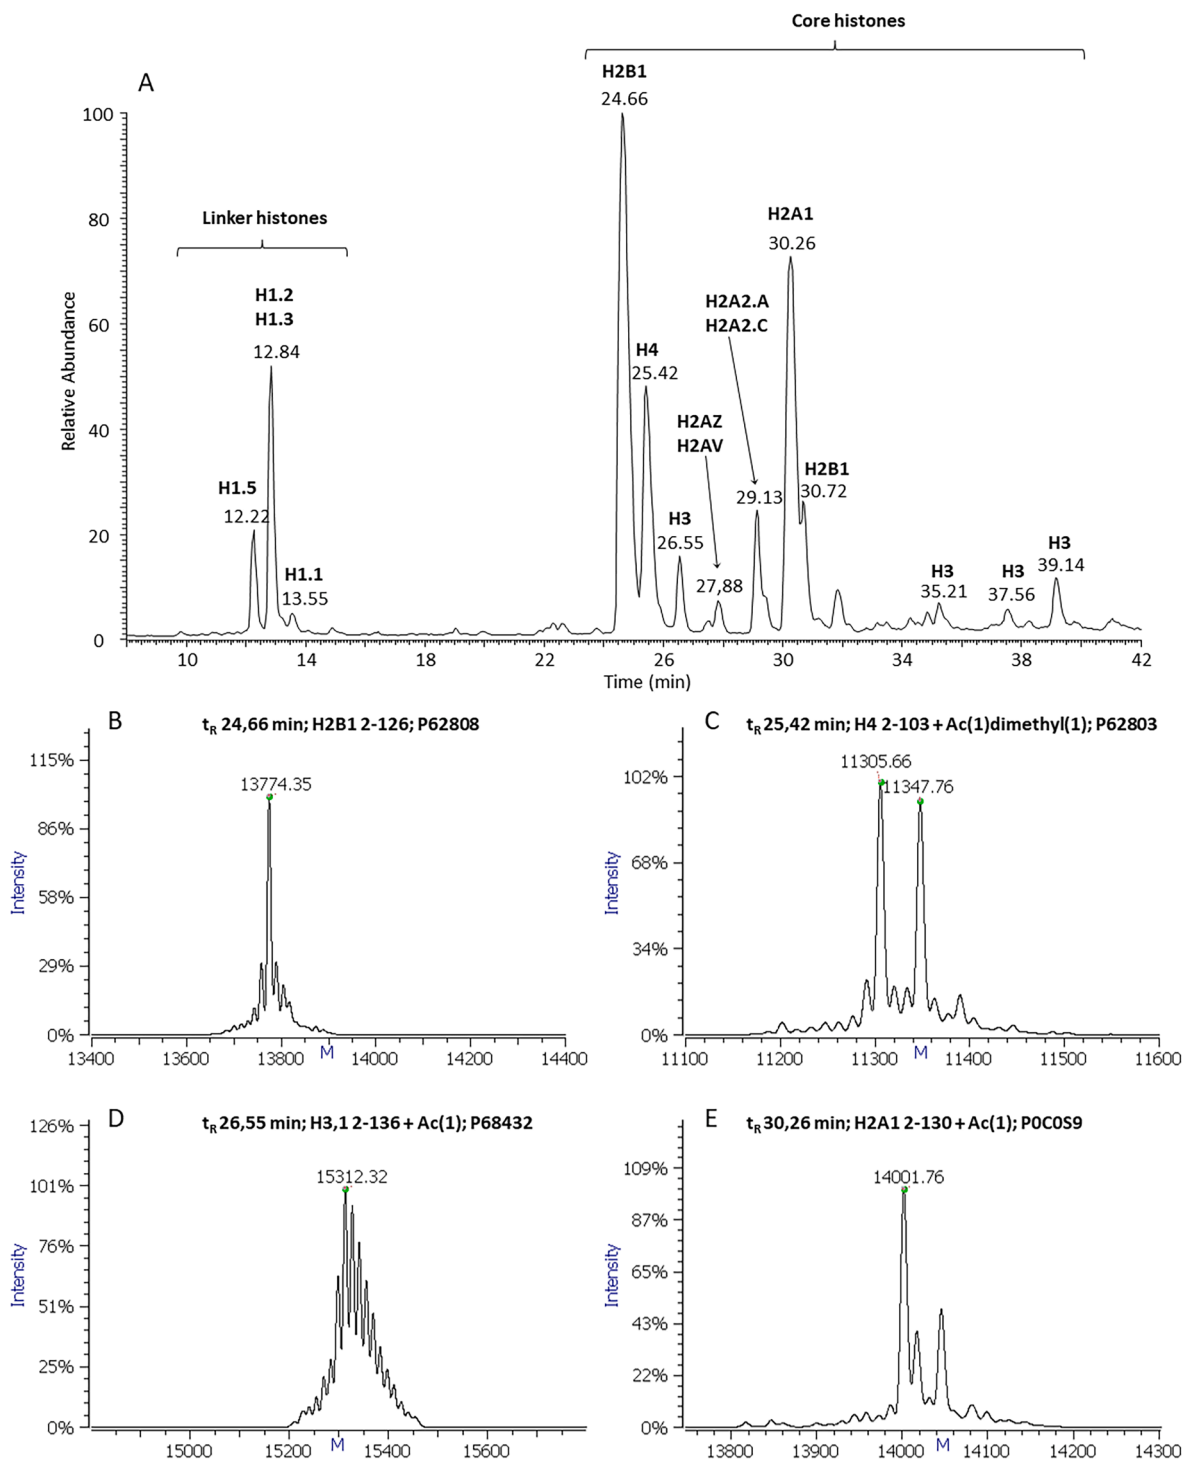 Core histones
A
H2B1
24.66
100
80
60
40
20
0
Relative Abundance
Linker histones
H1.2
H1.3
12.84
H1.5
12.22
H1.1
13.55
H4
25.42
H3
26.55
H2AZ
H2AV
27,88
H2A2.A
H2A2.C
29.13
H2A1
30.26
H2B1
30.72
H3
35.21
H3
37.56
H3
39.14
10 14 18 22 26 30 34 38 42
Time (min)
B
tR 24,66 min; H2B1 2-126; P62808
13774.35
115%
86%
58%
29%
0%
Intensity
13400 13600 13800 14000 14200 14400
M
C
tR 25,42 min; H4 2-103 + Ac(1)dimethyl(1); P62803
11305.66
11347.76
102%
68%
34%
0%
Intensity
11100 11200 11300 11400 11500 11600
M
D
tR 26,55 min; H3,1 2-136 + Ac(1); P68432
15312.32
126%
101%
76%
51%
25%
0%
Intensity
15000 15200 15400 15600
M
E
tR 30,26 min; H2A1 2-130 + Ac(1); P0C0S9
14001.76
109%
87%
65%
43%
22%
0%
Intensity
13800 13900 14000 14100 14200 14300
M